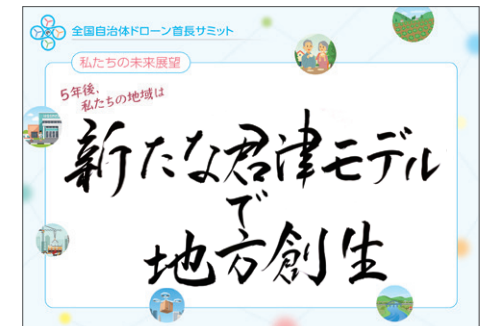 全国自治体ドローン首長サミット
私たちの未来展望
5年後、
私たちの地域は
新たな君津モデル
で
地方創生